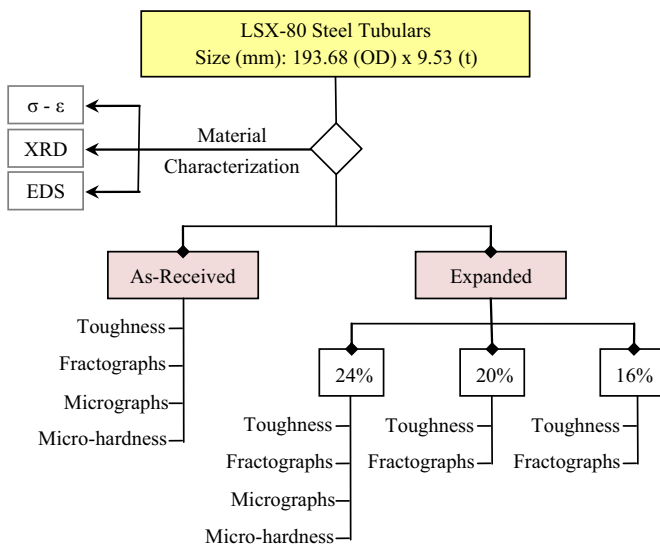 LSX-80 Steel Tubulars
Size (mm): 193.68 (OD) x 9.53 (t)
σ - ε
XRD
EDS
Material
Characterization
As-Received
Expanded
Toughness
Fractographs
Micrographs
Micro-hardness
24%
20%
16%
Toughness
Fractographs
Micrographs
Micro-hardness
Toughness
Fractographs
Toughness
Fractographs